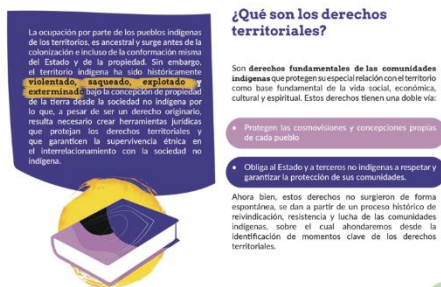 La ocupación por parte de los pueblos indígenas
de los territorios, es ancestral y surge antes de la
colonización e incluso de la conformación misma
del Estado y de la propiedad. Sin embargo,
el territorio indígena ha sido históricamente
violentado, saqueado, explotado y
exterminado bajo la concepción de propiedad
de la tierra desde la sociedad no indígena por
lo que, a pesar de ser un derecho originario,
resulta necesario crear herramientas jurídicas
que protejan los derechos territoriales y
que garanticen la supervivencia étnica en
el interrelacionamiento con la sociedad no
indígena.
¿Qué son los derechos
territoriales?
Son derechos fundamentales de las comunidades
indígenas que protegen su especial relación con el territorio
como base fundamental de la vida social, económica,
cultural y espiritual. Estos derechos tienen una doble vía:
• Protegen las cosmovisiones y concepciones propias
de cada pueblo
• Obliga al Estado y a terceros no indígenas a respetar y
garantizar la protección de sus comunidades.
Ahora bien, estos derechos no surgieron de forma
espontánea, se dan a partir de un proceso histórico de
reivindicación, resistencia y lucha de las comunidades
indígenas, sobre el cual ahondaremos desde la
identificación de momentos clave de los derechos
territoriales.